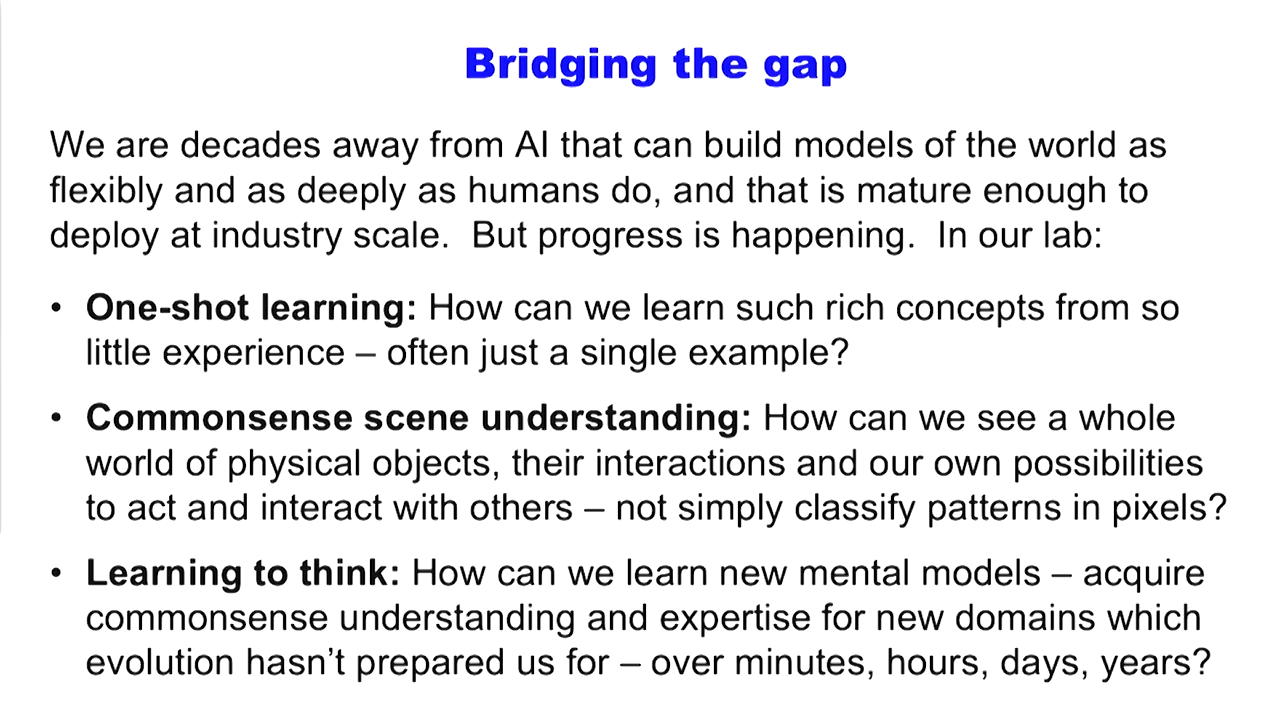 Bridging the gap
We are decades away from AI that can build models of the world as
flexibly and as deeply as humans do, and that is mature enough to
deploy at industry scale.  But progress is happening.  In our lab:
• One-shot learning: How can we learn such rich concepts from so
little experience – often just a single example?
• Commonsense scene understanding: How can we see a whole
world of physical objects, their interactions and our own possibilities
to act and interact with others – not simply classify patterns in pixels?
• Learning to think: How can we learn new mental models – acquire
commonsense understanding and expertise for new domains which
evolution hasn’t prepared us for – over minutes, hours, days, years?